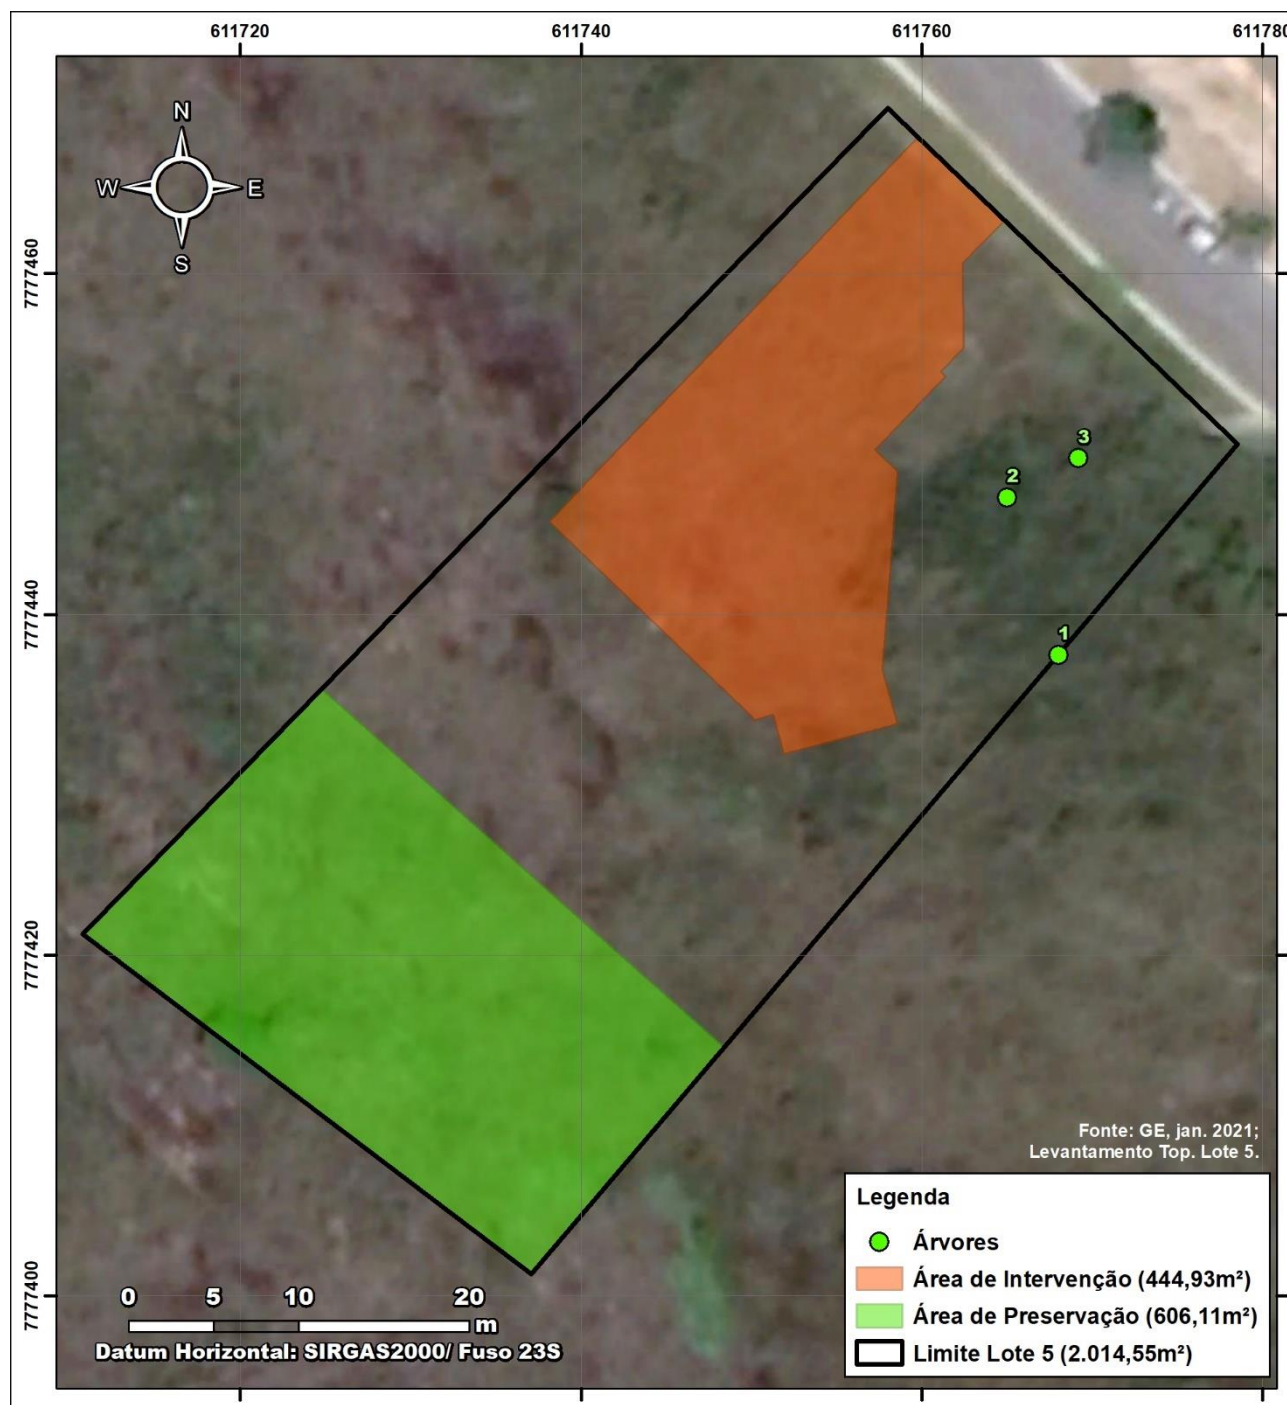 611720
611740
611760
611780
N
W
E
S
7777460
7777440
7777420
7777400
3
2
1
Fonte: GE, jan. 2021;
Levantamento Top. Lote 5.
Legenda
Árvores
Área de Intervenção (444,93m²)
Área de Preservação (606,11m²)
Limite Lote 5 (2.014,55m²)
0 5 10 20
m
Datum Horizontal: SIRGAS2000/ Fuso 23S